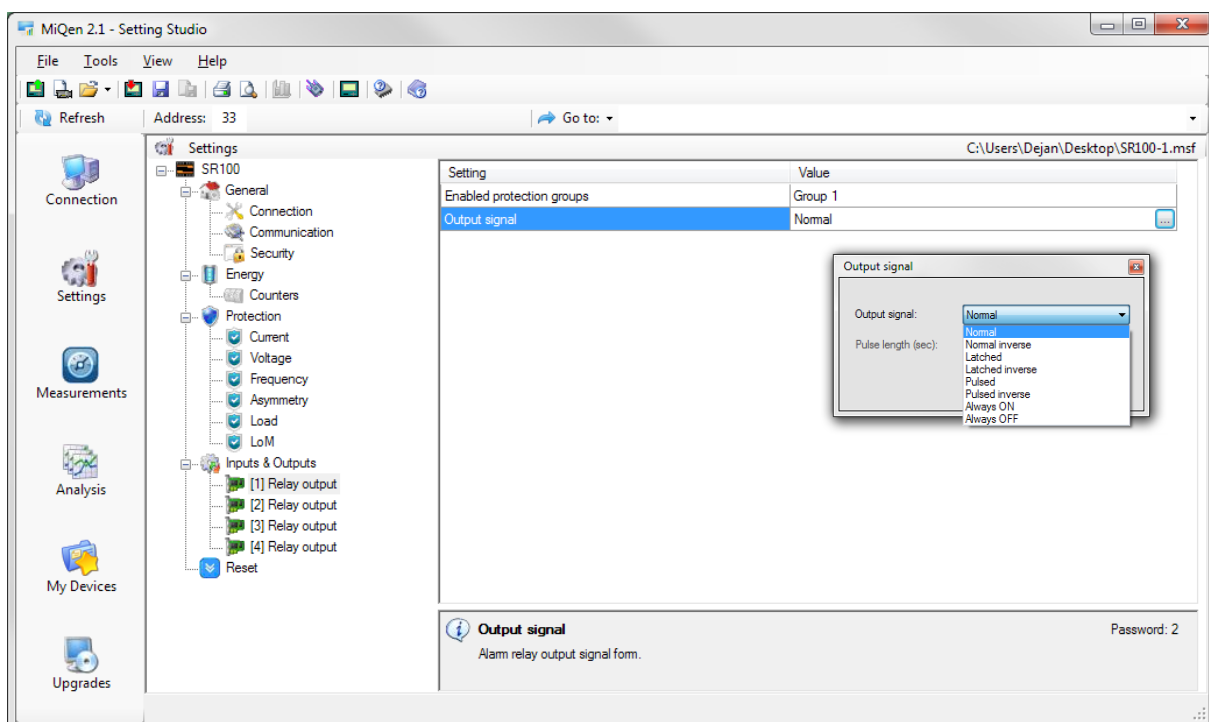 MiQen 2.1 - Setting Studio
File Tools View Help
Refresh Address: 33 Go to:
Connection
Settings
Measurements
Analysis
My Devices
Upgrades
Settings C:\Users\Dejan\Desktop\SR100-1.msf
SR100
General
Connection
Communication
Security
Energy
Counters
Protection
Current
Voltage
Frequency
Asymmetry
Load
LoM
Inputs & Outputs
[1] Relay output
[2] Relay output
[3] Relay output
[4] Relay output
Reset
Setting Value
Enabled protection groups Group 1
Output signal Normal ...
Output signal
Output signal: Normal
Pulse length (sec):
Normal
Normal inverse
Latched
Latched inverse
Pulsed
Pulsed inverse
Always ON
Always OFF
Output signal Password: 2
Alarm relay output signal form.